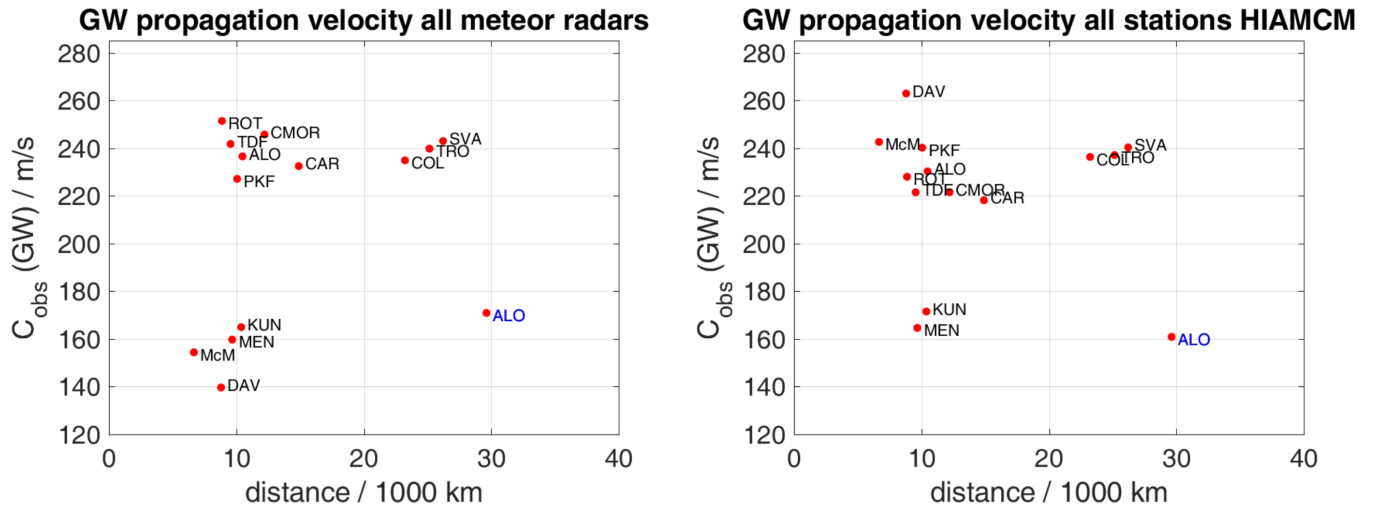 GW propagation velocity all meteor radars
280
260
240
220
200
180
160
140
120
0
10
20
30
40
C_obs (GW) / m/s
distance / 1000 km
ROT
CMOR
TDF
ALO
CAR
PKF
SVA
TRO
COL
KUN
MEN
McM
DAV
ALO
GW propagation velocity all stations HIAMCM
280
260
240
220
200
180
160
140
120
0
10
20
30
40
C_obs (GW) / m/s
distance / 1000 km
DAV
McM
PKF
ALO
ROT
TDF
CMOR
CAR
SVA
TRO
COL
KUN
MEN
ALO